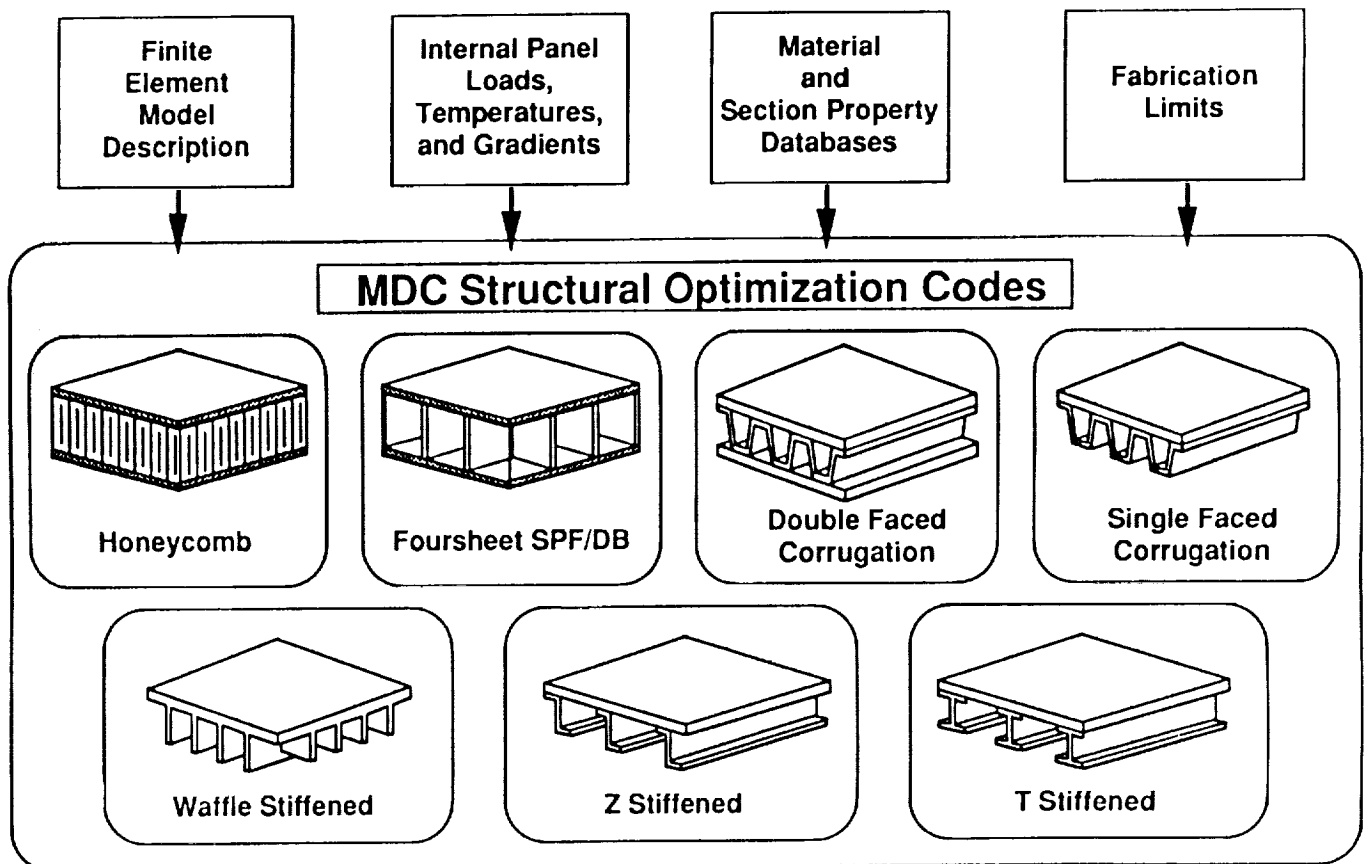 Finite
Element
Model
Description
Internal Panel
Loads,
Temperatures,
and Gradients
Material
and
Section Property
Databases
Fabrication
Limits
MDC Structural Optimization Codes
Honeycomb
Foursheet SPF/DB
Double Faced
Corrugation
Single Faced
Corrugation
Waffle Stiffened
Z Stiffened
T Stiffened